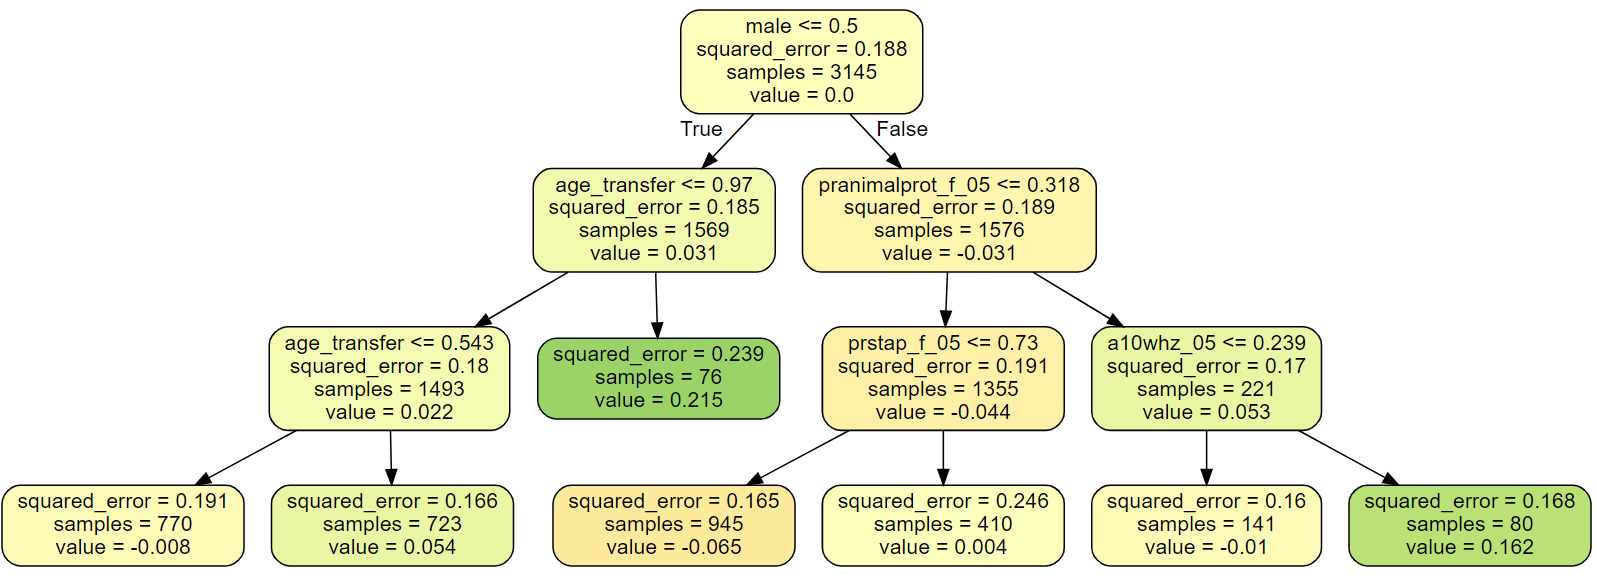 male <= 0.5
squared_error = 0.188
samples = 3145
value = 0.0
True
False
age_transfer <= 0.97
squared_error = 0.185
samples = 1569
value = 0.031
pranimalprot_f_05 <= 0.318
squared_error = 0.189
samples = 1576
value = -0.031
age_transfer <= 0.543
squared_error = 0.18
samples = 1493
value = 0.022
squared_error = 0.239
samples = 76
value = 0.215
prstap_f_05 <= 0.73
squared_error = 0.191
samples = 1355
value = -0.044
a10whz_05 <= 0.239
squared_error = 0.17
samples = 221
value = 0.053
squared_error = 0.191
samples = 770
value = -0.008
squared_error = 0.166
samples = 723
value = 0.054
squared_error = 0.165
samples = 945
value = -0.065
squared_error = 0.246
samples = 410
value = 0.004
squared_error = 0.16
samples = 141
value = -0.01
squared_error = 0.168
samples = 80
value = 0.162